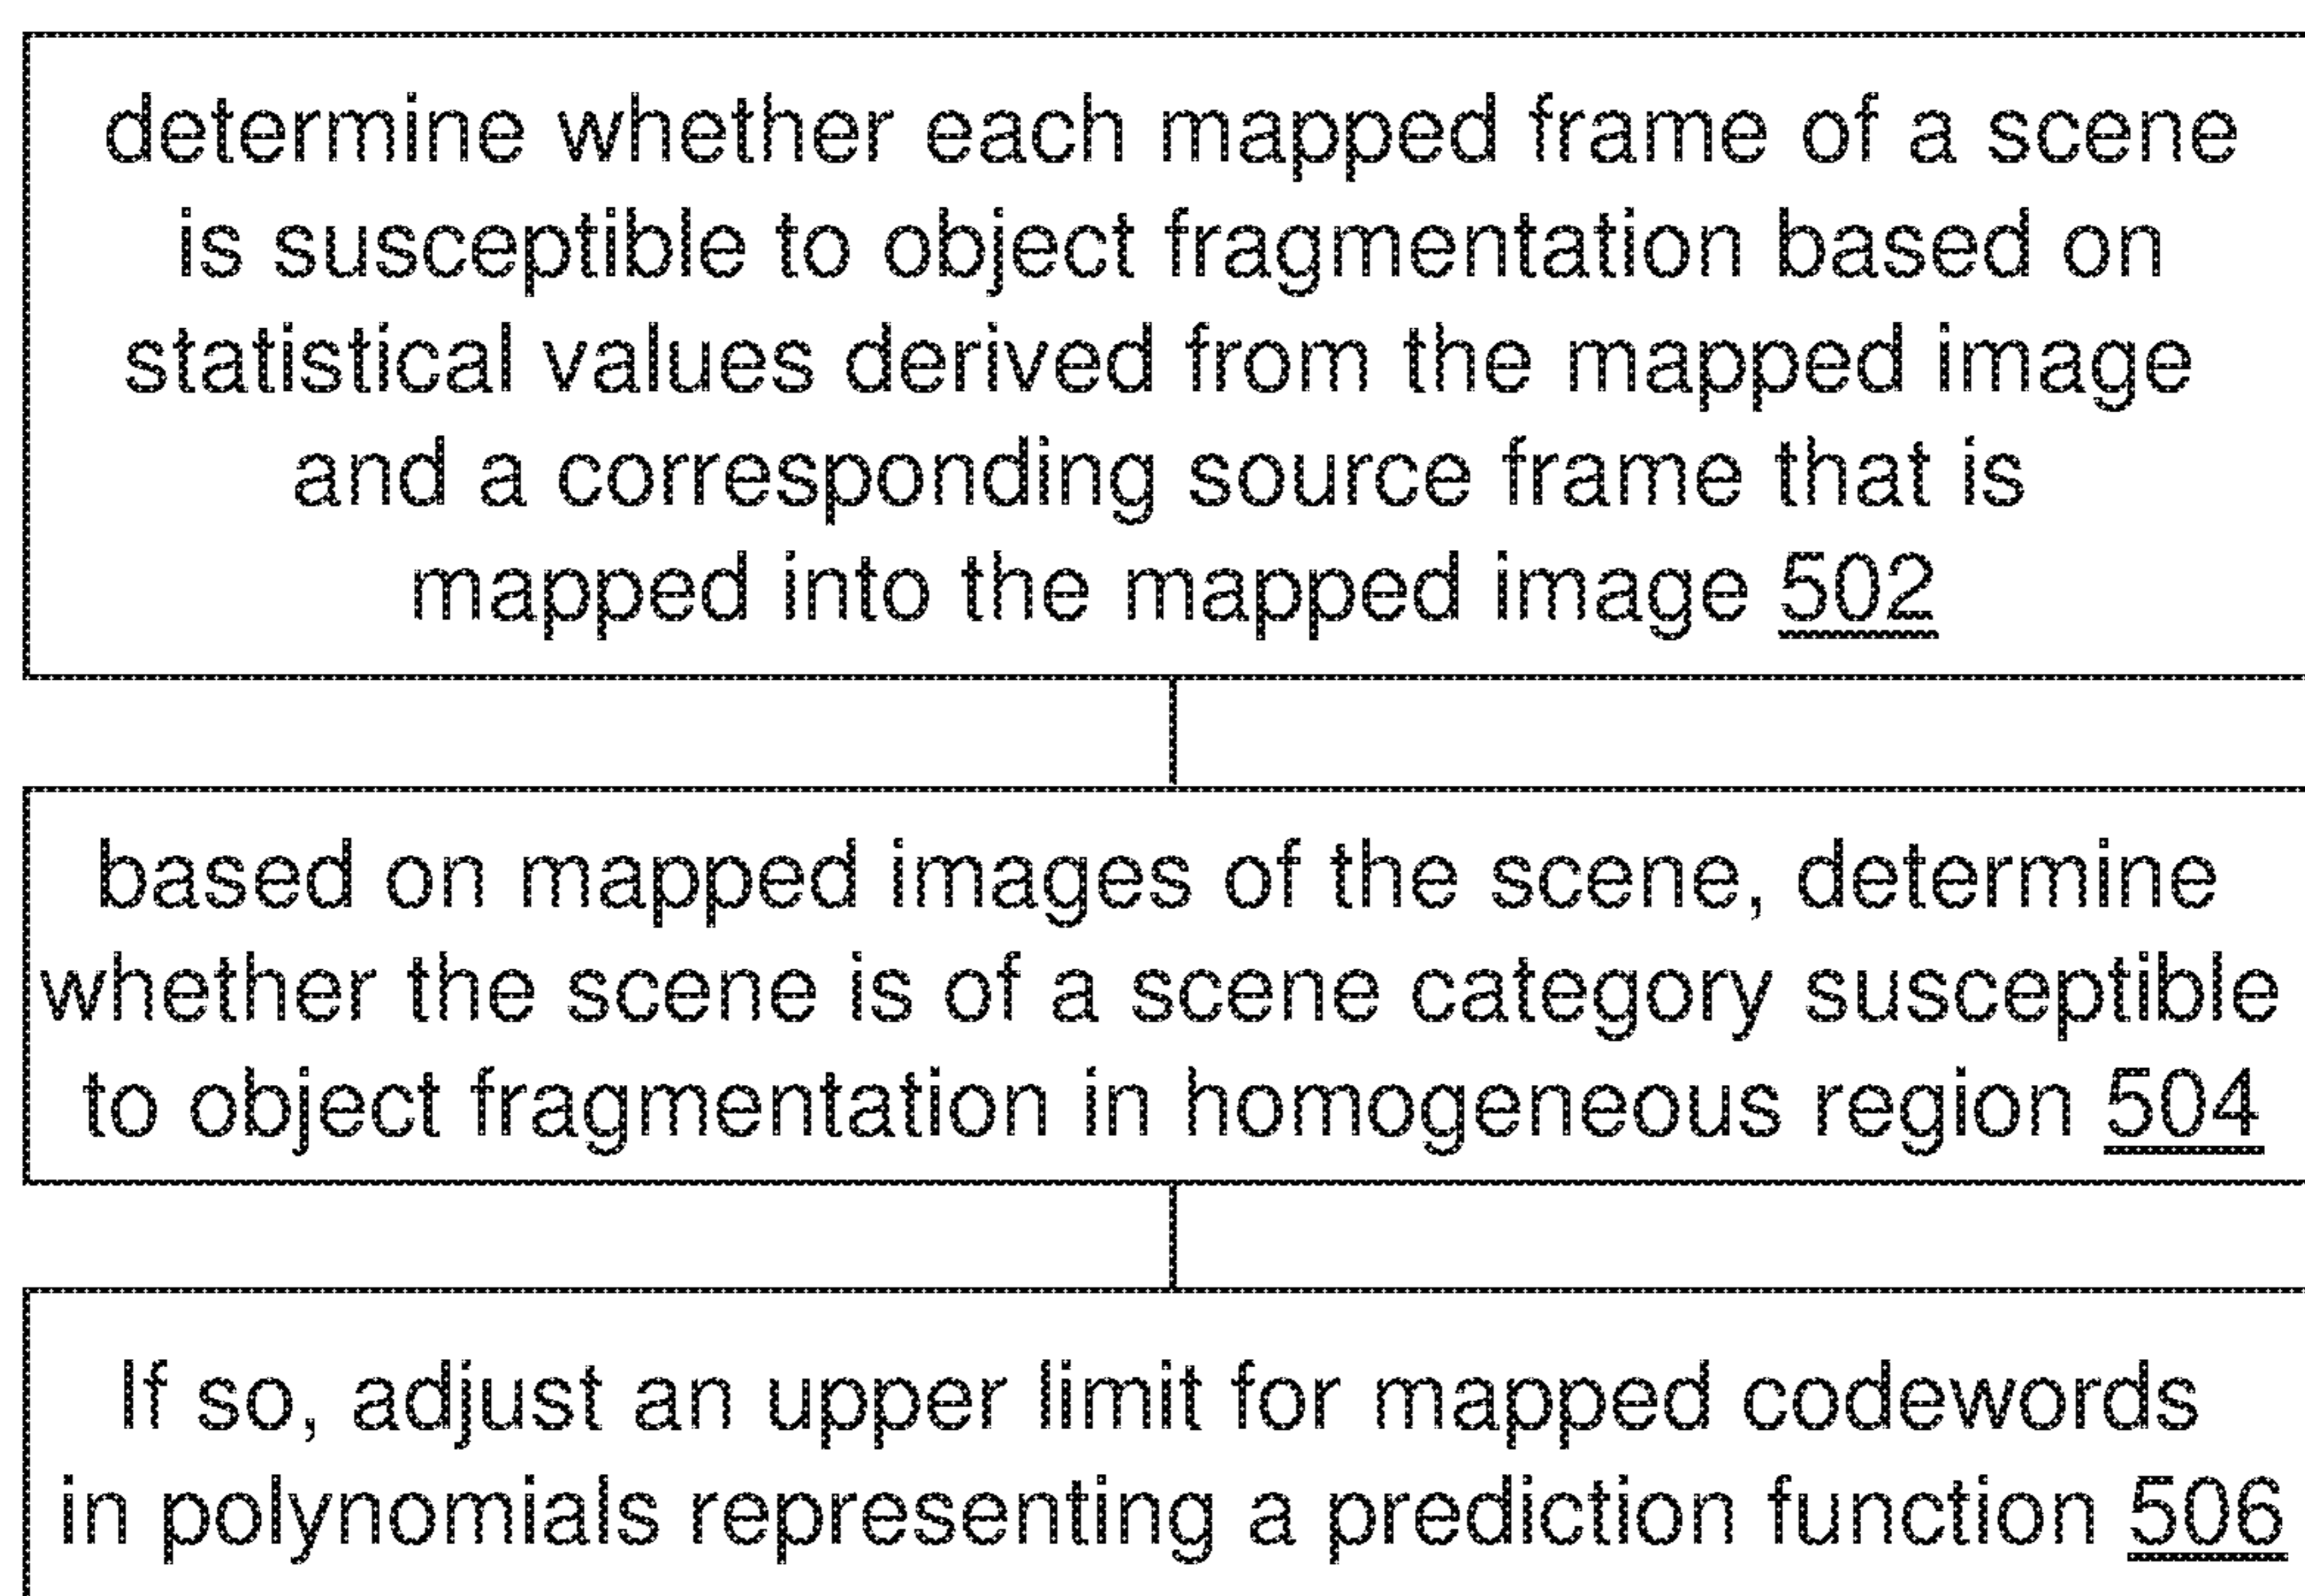 determine whether each mapped frame of a scene
is susceptible to object fragmentation based on
statistical values derived from the mapped image
and a corresponding source frame that is
mapped into the mapped image 502
based on mapped images of the scene, determine
whether the scene is of a scene category susceptible
to object fragmentation in homogeneous region 504
If so, adjust an upper limit for mapped codewords
in polynomials representing a prediction function 506